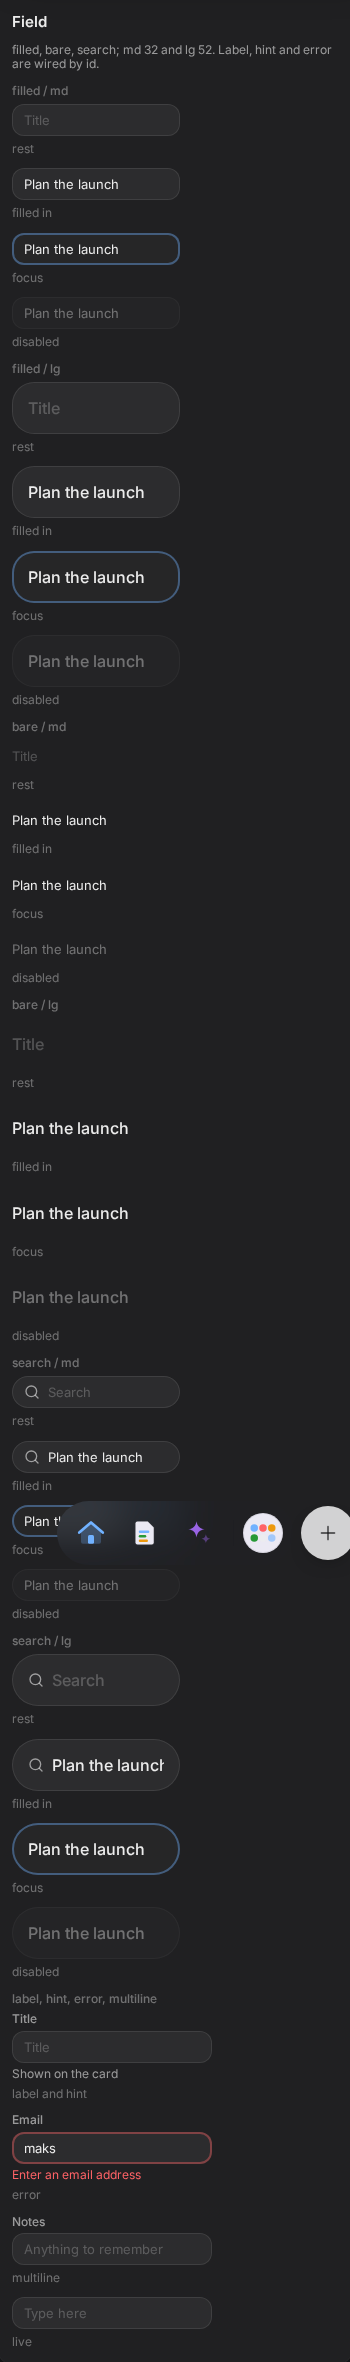 Field
filled, bare, search; md 32 and lg 52. Label, hint and error
are wired by id.
filled / md
Title
rest
Plan the launch
filled in
Plan the launch
focus
Plan the launch
disabled
filled / lg
Title
rest
Plan the launch
filled in
Plan the launch
focus
Plan the launch
disabled
bare / md
Title
rest
Plan the launch
filled in
Plan the launch
focus
Plan the launch
disabled
bare / lg
Title
rest
Plan the launch
filled in
Plan the launch
focus
Plan the launch
disabled
search / md
Search
rest
Plan the launch
filled in
Plan
focus
Plan the launch
disabled
search / lg
Search
rest
Plan the launch
filled in
Plan the launch
focus
Plan the launch
disabled
label, hint, error, multiline
Title
Title
Shown on the card
label and hint
Email
maks
Enter an email address
error
Notes
Anything to remember
multiline
Type here
live